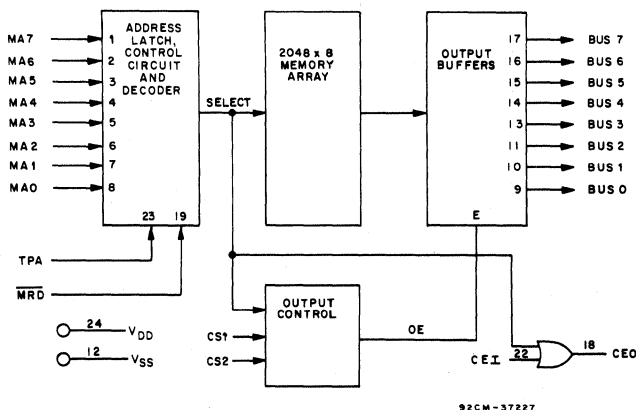 ADDRESS
LATCH,
CONTROL
CIRCUIT
AND
DECODER
MA7 1
MA6 2
MA5 3
MA4 4
MA3 5
MA2 6
MA1 7
MA0 8
23 19
TPA
MRD
SELECT
2048 x 8
MEMORY
ARRAY
OUTPUT
BUFFERS
17 BUS 7
16 BUS 6
15 BUS 5
14 BUS 4
13 BUS 3
11 BUS 2
10 BUS 1
9 BUS 0
E
24 VDD
12 VSS
OUTPUT
CONTROL
CS1
CS2
OE
CEI 22
18 CEO
92CM-37227